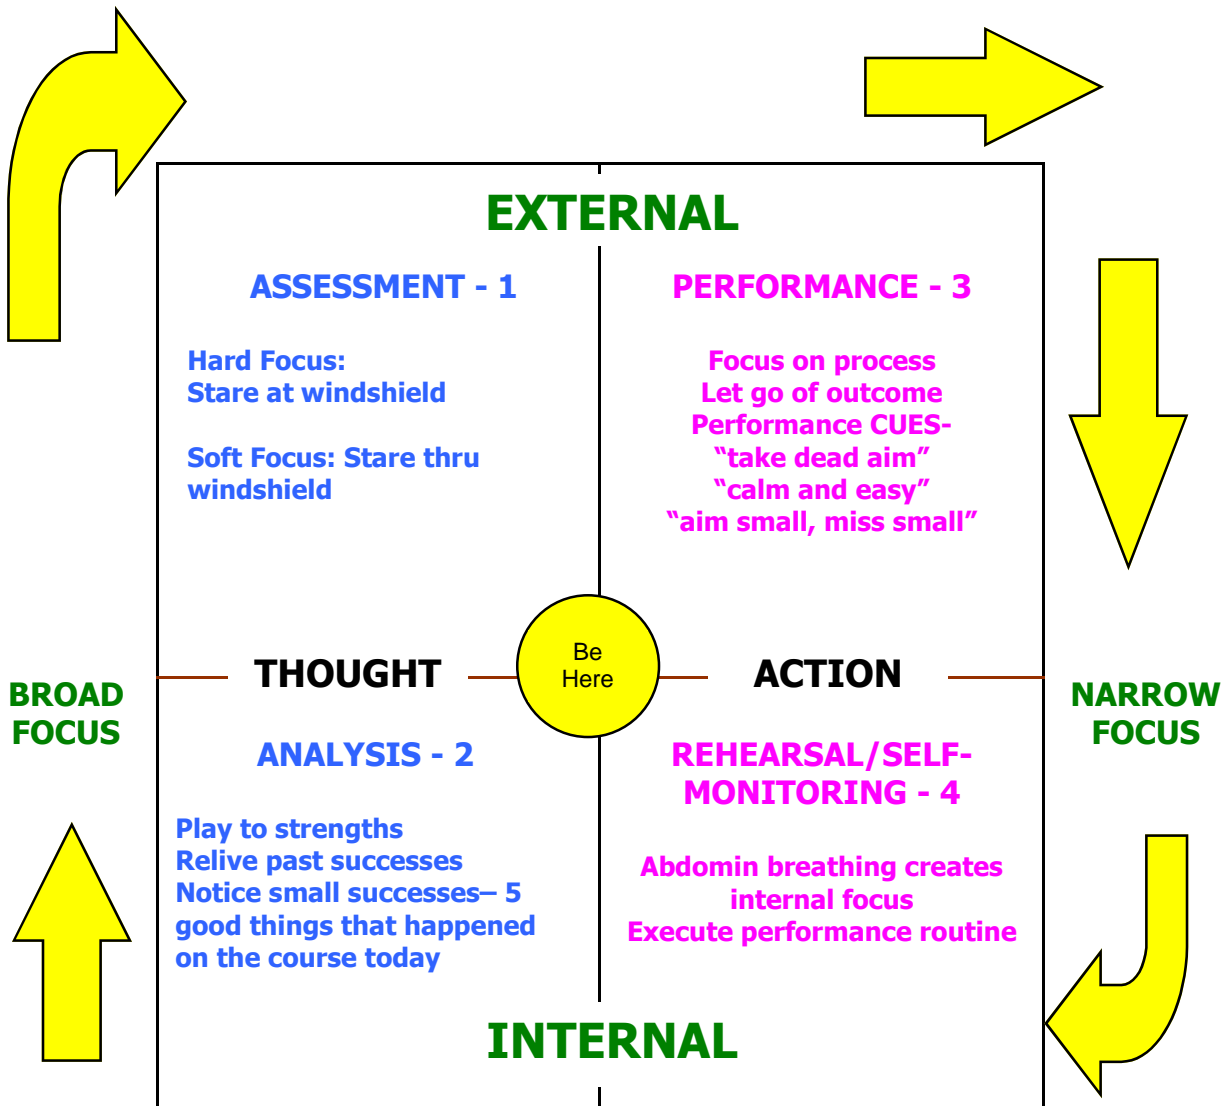 EXTERNAL
ASSESSMENT - 1
Hard Focus:
Stare at windshield
Soft Focus: Stare thru
windshield
PERFORMANCE - 3
Focus on process
Let go of outcome
Performance CUES-
“take dead aim”
“calm and easy”
“aim small, miss small”
BROAD
FOCUS
THOUGHT
Be
Here
ACTION
NARROW
FOCUS
ANALYSIS - 2
Play to strengths
Relive past successes
Notice small successes– 5
good things that happened
on the course today
REHEARSAL/SELF-
MONITORING - 4
Abdomin breathing creates
internal focus
Execute performance routine
INTERNAL